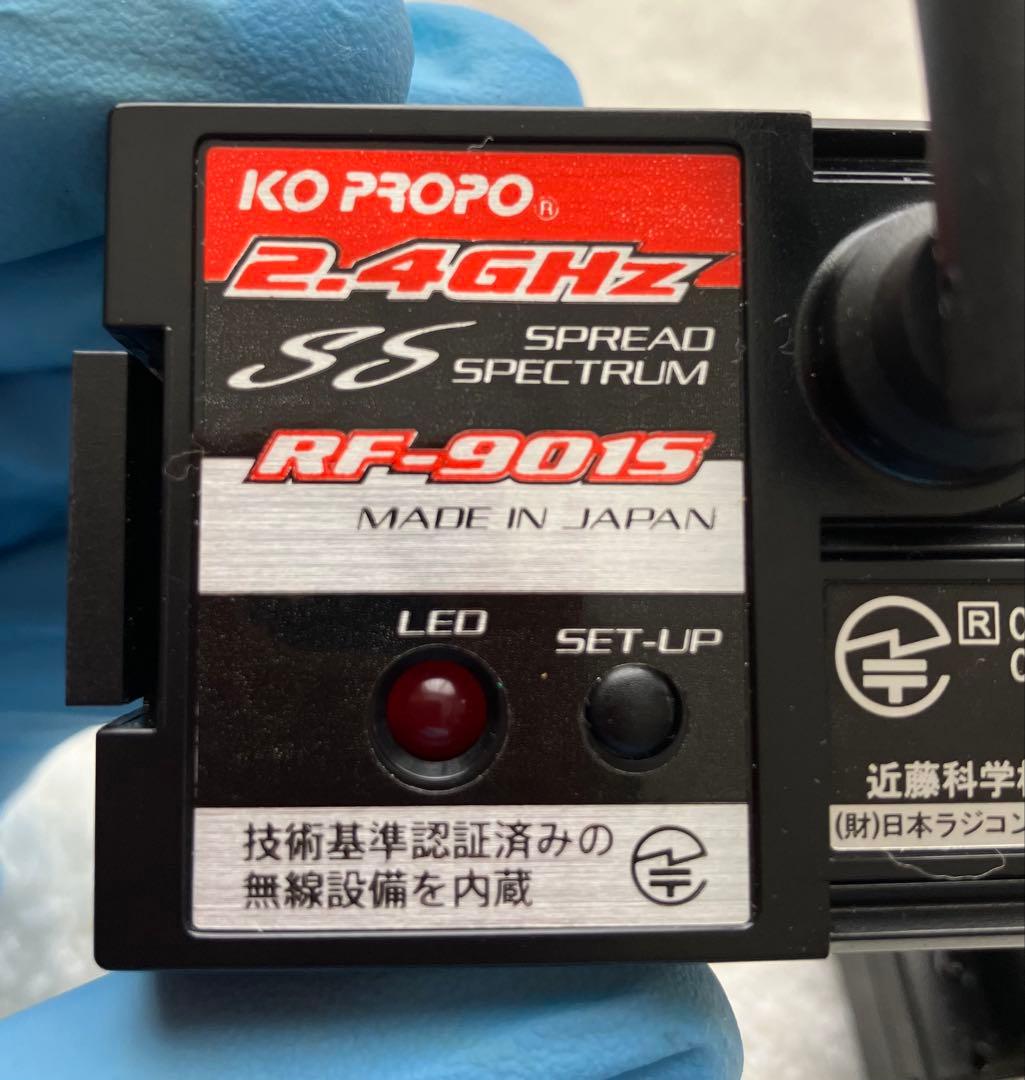 KO PROPO®
2.4GHz
SS SPREAD
SPECTRUM
RF-901S
MADE IN JAPAN
LED
SET-UP
技術基準認証済みの
無線設備を内蔵
R
近藤科学
(財)日本ラジコン